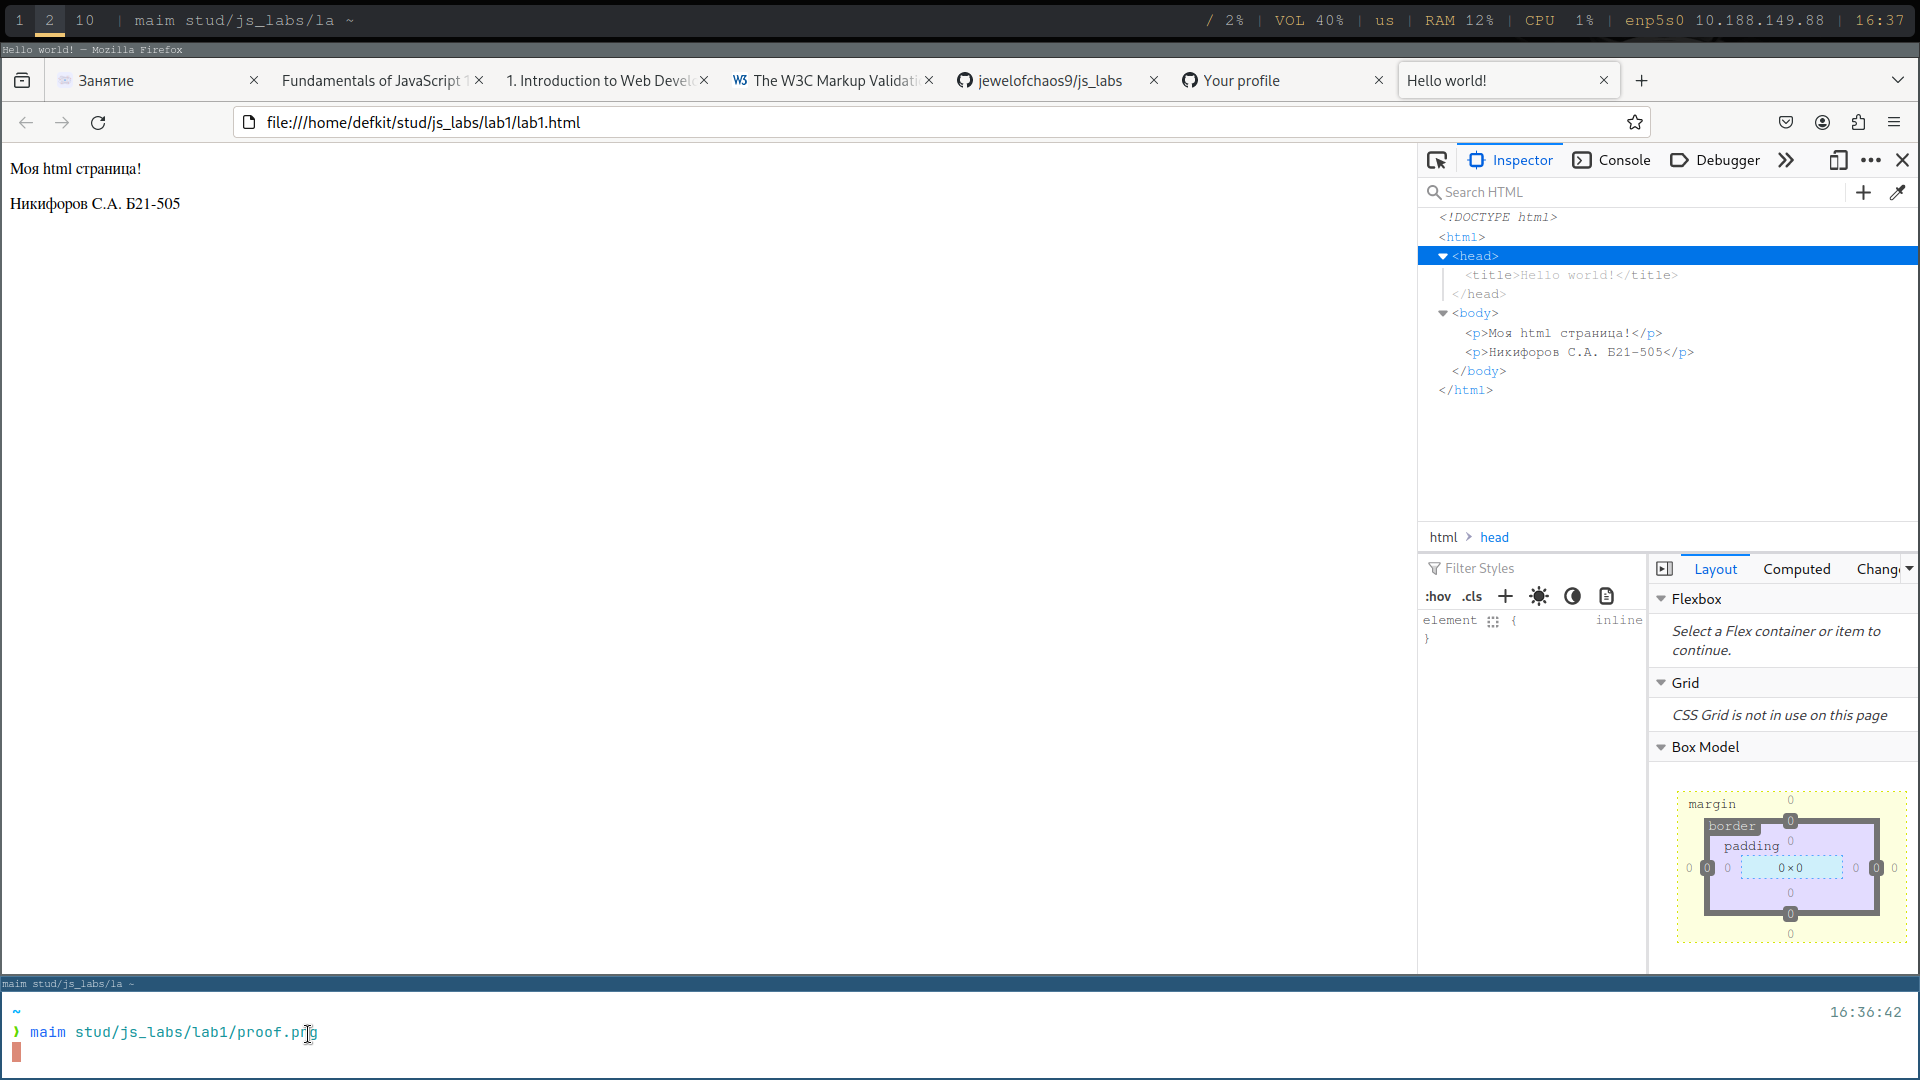 1 2 10 | maim stud/js_labs/la ~ / 2% | VOL 40% | us | RAM 12% | CPU 1% | enp5s0 10.188.149.88 | 16:37
Hello world! — Mozilla Firefox
Занятие Fundamentals of JavaScript 1. Introduction to Web Devel W3 The W3C Markup Validati jewelofchaos9/js_labs Your profile Hello world!
file:///home/defkit/stud/js_labs/lab1/lab1.html
Моя html страница!
Никифоров С.А. Б21-505
Inspector Console Debugger
Search HTML
<!DOCTYPE html>
<html>
<head>
<title>Hello world!</title>
</head>
<body>
<p>Моя html страница!</p>
<p>Никифоров С.А. Б21-505</p>
</body>
</html>
html > head
Filter Styles
:hov .cls
element { inline
}
Layout Computed Chang
Flexbox
Select a Flex container or item to
continue.
Grid
CSS Grid is not in use on this page
Box Model
margin 0
border 0
padding 0
0 0 0 0×0 0 0 0
0
0
0
maim stud/js_labs/la ~
~ 16:36:42
❯ maim stud/js_labs/lab1/proof.png